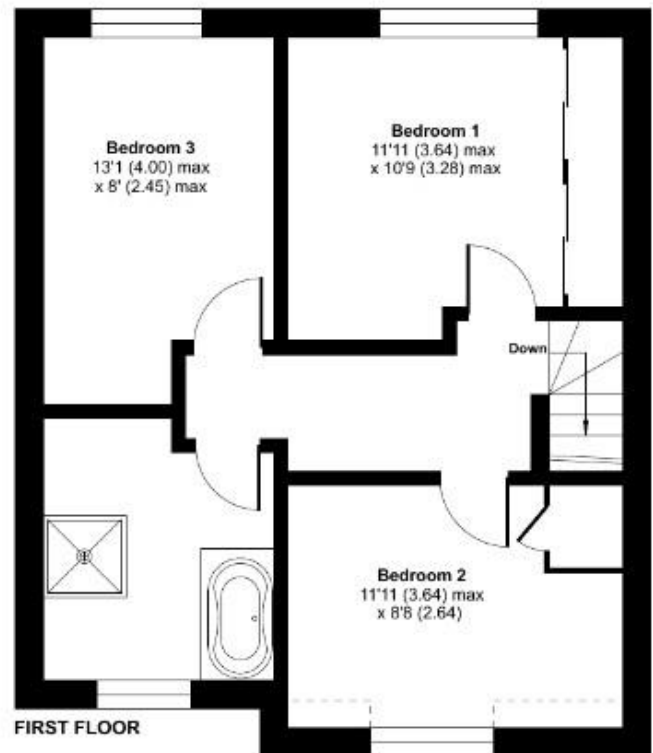 Bedroom 3
13'1 (4.00) max
x 8' (2.45) max
Bedroom 1
11'11 (3.64) max
x 10'9 (3.28) max
Down
Bedroom 2
11'11 (3.64) max
x 8'8 (2.64)
FIRST FLOOR